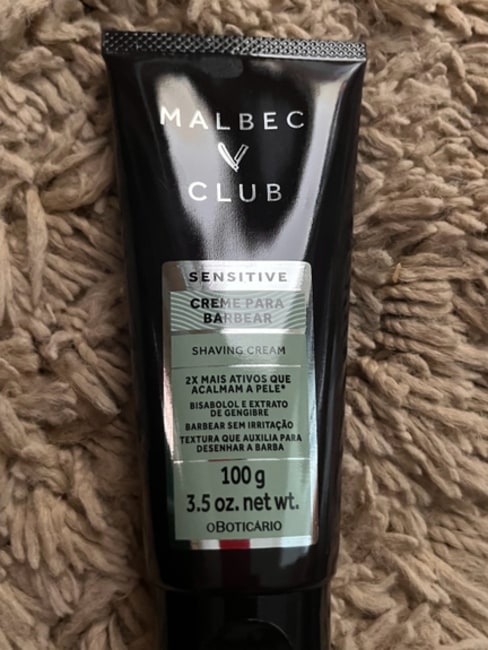 MALBEC
CLUB
SENSITIVE
CREME PARA
BARBEAR
SHAVING CREAM
2X MAIS ATIVOS QUE
ACALMAM A PELE*
BISABOLOL E EXTRATO
DE GENGIBRE
BARBEAR SEM IRRITAÇÃO
TEXTURA QUE AUXILIA PARA
DESENHAR A BARBA
100 g
3.5 oz. net wt.
oBOTICÁRIO